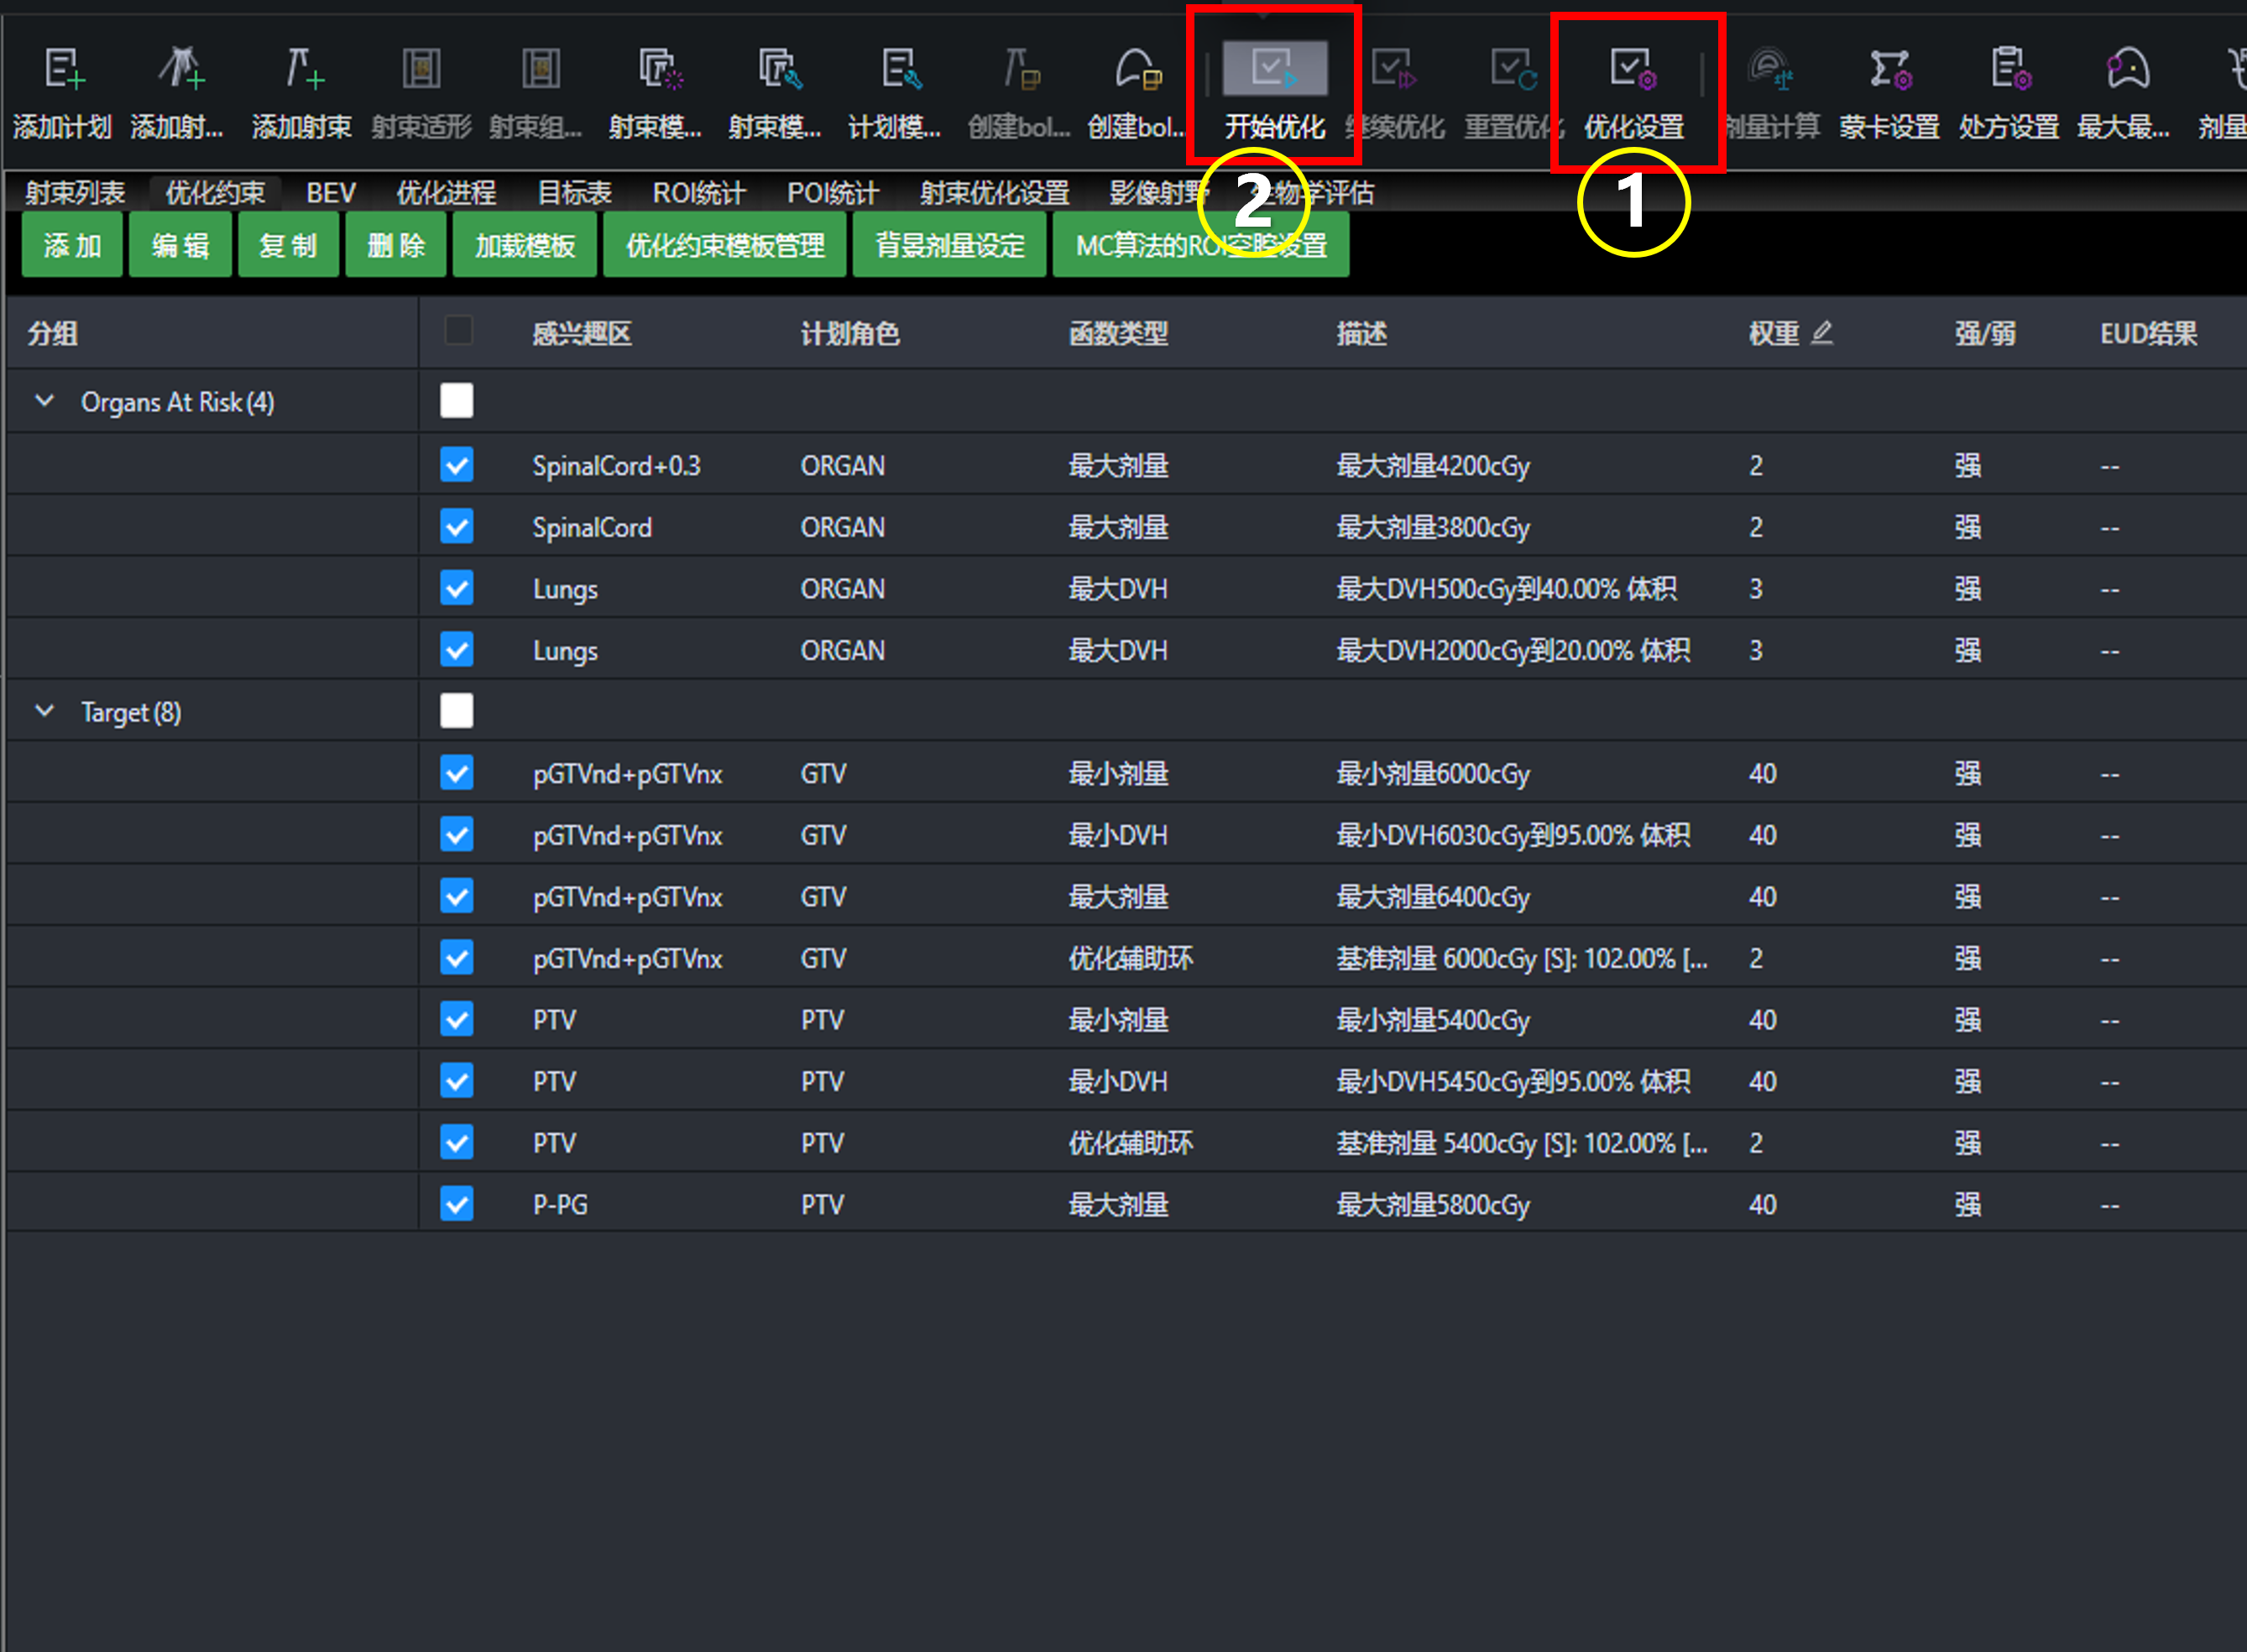 添加计划 添加射... 添加射束 射束适形 射束组... 射束模... 射束模... 计划模... 创建bol... 创建bol... 开始优化 继续优化 重置优化 优化设置 剂量计算 蒙卡设置 处方设置 最大最... 剂量
射束列表 优化约束 BEV 优化进程 目标表 ROI统计 POI统计 射束优化设置 影像射野 生物学评估
2 1
添加 编辑 复制 删除 加载模板 优化约束模板管理 背景剂量设定 MC算法的ROI空腔设置
分组 感兴趣区 计划角色 函数类型 描述 权重 强/弱 EUD结果
Organs At Risk (4)
SpinalCord+0.3 ORGAN 最大剂量 最大剂量4200cGy 2 强 --
SpinalCord ORGAN 最大剂量 最大剂量3800cGy 2 强 --
Lungs ORGAN 最大DVH 最大DVH500cGy到40.00% 体积 3 强 --
Lungs ORGAN 最大DVH 最大DVH2000cGy到20.00% 体积 3 强 --
Target (8)
pGTVnd+pGTVnx GTV 最小剂量 最小剂量6000cGy 40 强 --
pGTVnd+pGTVnx GTV 最小DVH 最小DVH6030cGy到95.00% 体积 40 强 --
pGTVnd+pGTVnx GTV 最大剂量 最大剂量6400cGy 40 强 --
pGTVnd+pGTVnx GTV 优化辅助环 基准剂量 6000cGy [S]: 102.00% [... 2 强 --
PTV PTV 最小剂量 最小剂量5400cGy 40 强 --
PTV PTV 最小DVH 最小DVH5450cGy到95.00% 体积 40 强 --
PTV PTV 优化辅助环 基准剂量 5400cGy [S]: 102.00% [... 2 强 --
P-PG PTV 最大剂量 最大剂量5800cGy 40 强 --